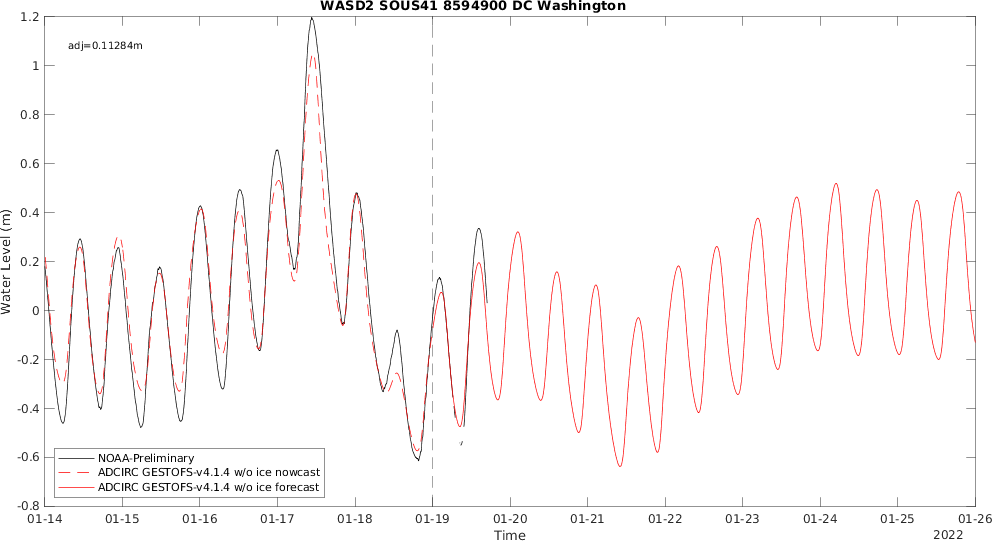 WASD2 SOUS41 8594900 DC Washington
adj=0.11284m
1.2
1
0.8
0.6
0.4
0.2
0
-0.2
-0.4
-0.6
-0.8
Water Level (m)
NOAA-Preliminary
ADCIRC GESTOFS-v4.1.4 w/o ice nowcast
ADCIRC GESTOFS-v4.1.4 w/o ice forecast
01-14 01-15 01-16 01-17 01-18 01-19 01-20 01-21 01-22 01-23 01-24 01-25 01-26
Time
2022